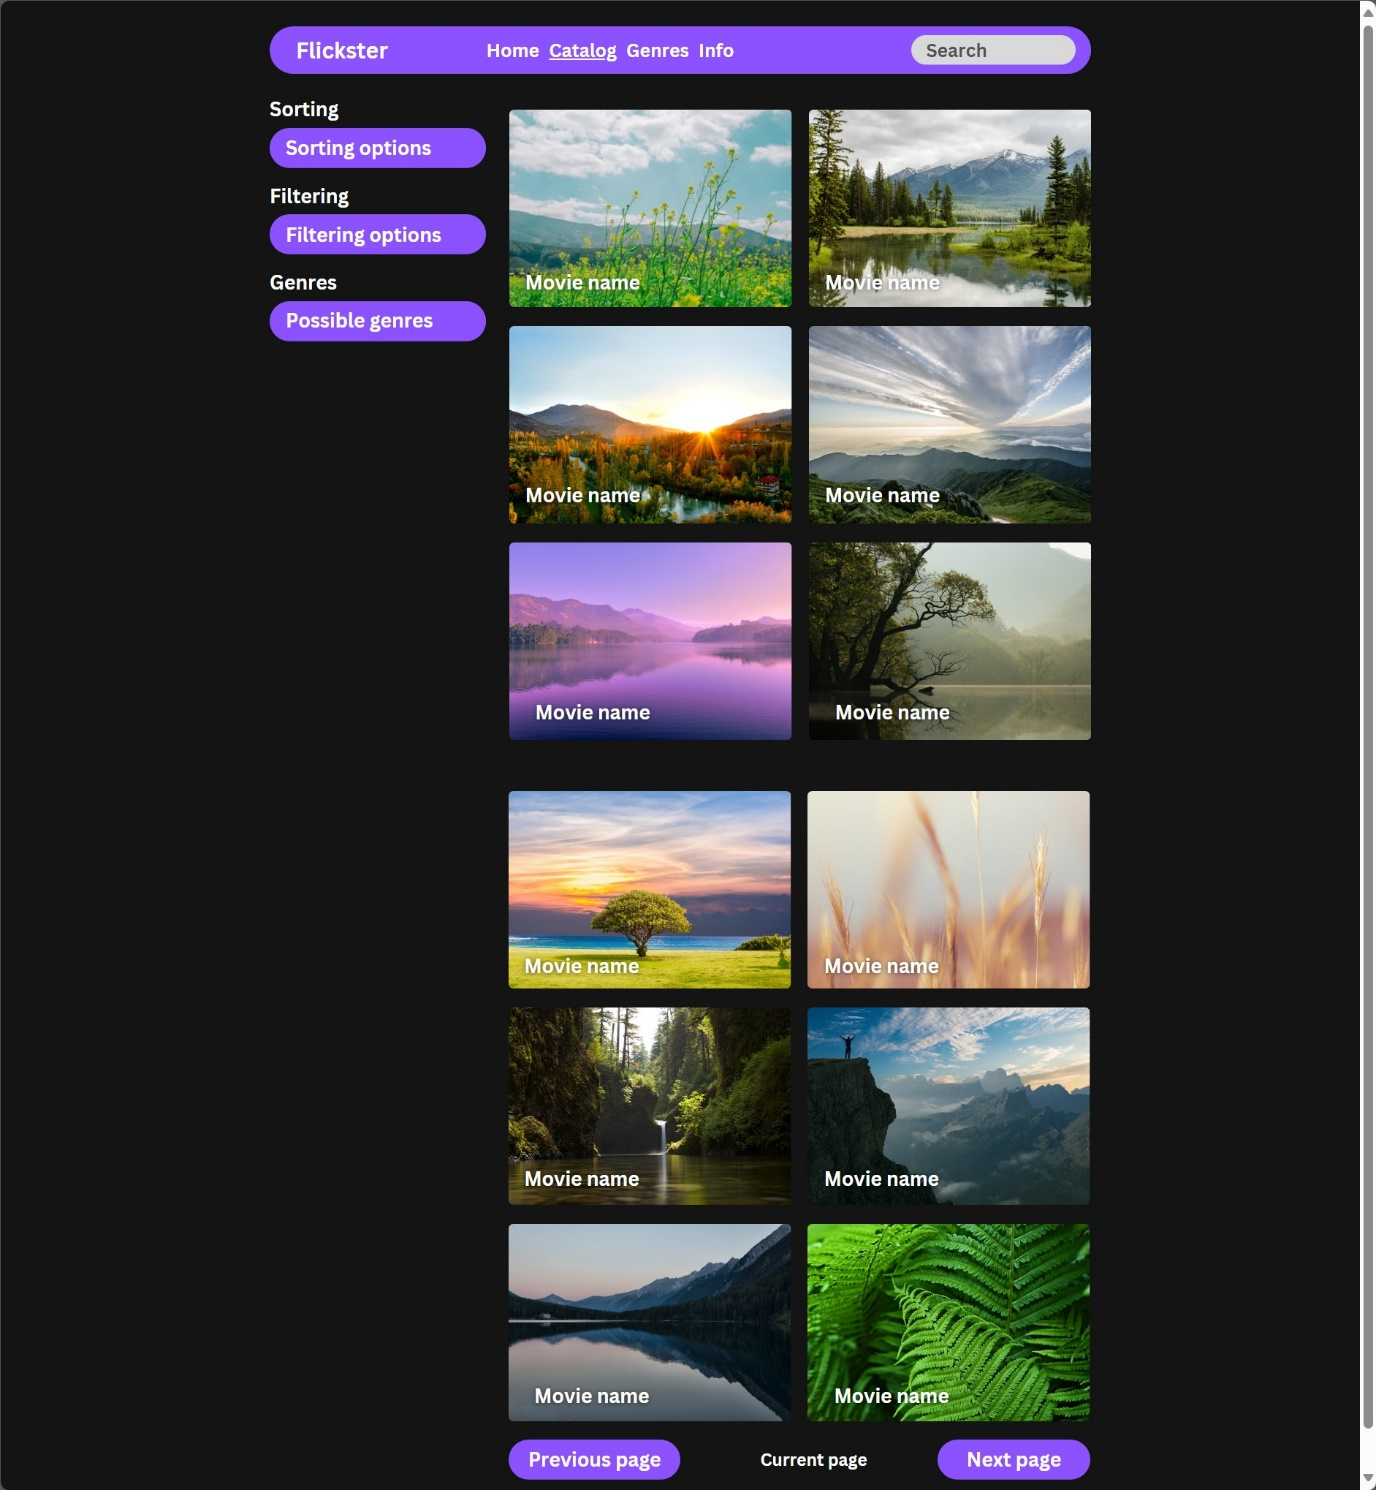 Flickster
Home Catalog Genres Info
Search
Sorting
Sorting options
Filtering
Filtering options
Genres
Possible genres
Movie name
Movie name
Movie name
Movie name
Movie name
Movie name
Movie name
Movie name
Movie name
Movie name
Movie name
Movie name
Previous page
Current page
Next page